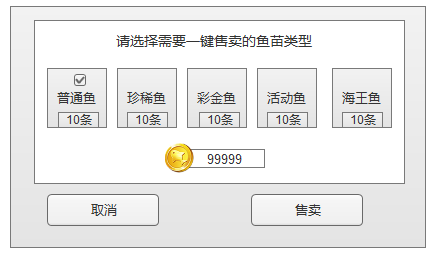 请选择需要一键售卖的鱼苗类型
普通鱼 珍稀鱼 彩金鱼 活动鱼 海王鱼
10条 10条 10条 10条 10条
99999
取消 售卖